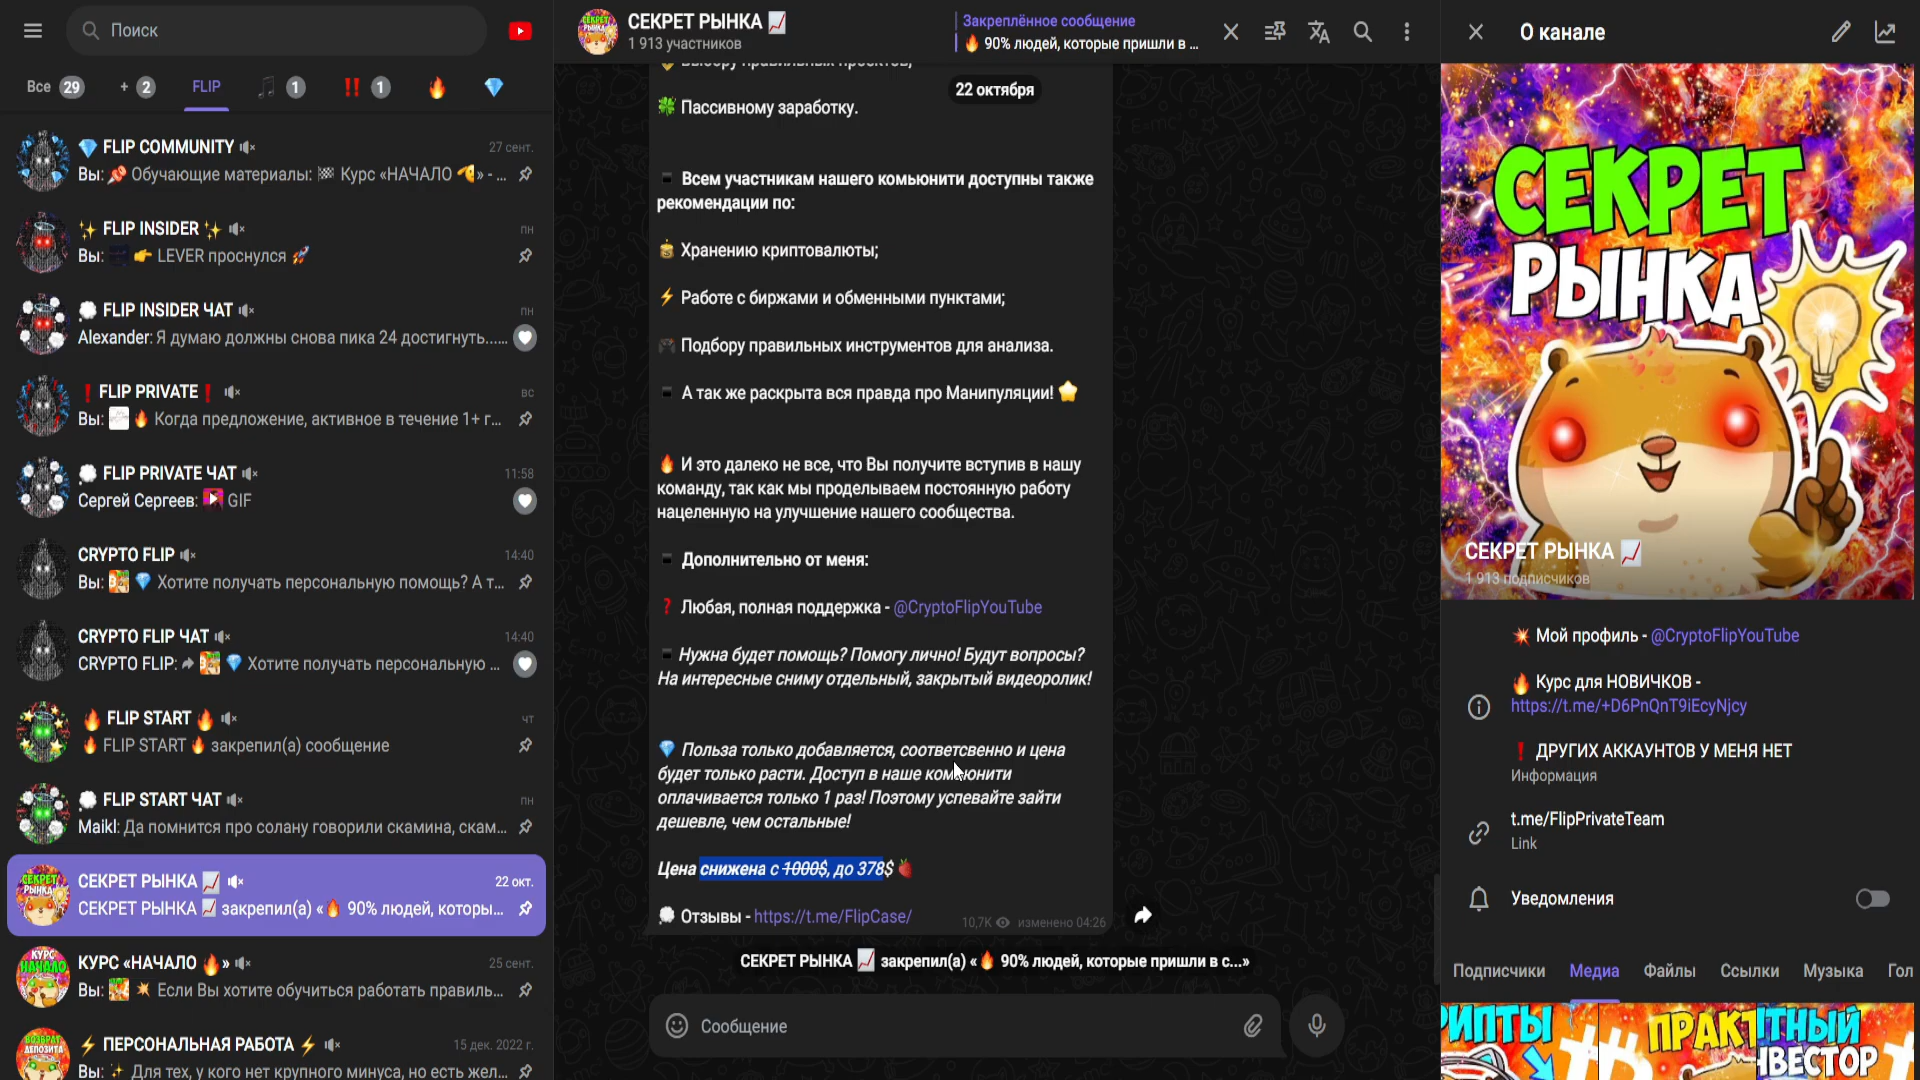 Поиск
Все 29
+ 2
FLIP
1
1
FLIP COMMUNITY
27 сент.
Вы: Обучающие материалы: Курс «НАЧАЛО » - ...
FLIP INSIDER
пн
Вы: LEVER проснулся
FLIP INSIDER ЧАТ
пн
Alexander: Я думаю должны снова пика 24 достигнуть......
FLIP PRIVATE
вс
Вы: Когда предложение, активное в течение 1+ г...
FLIP PRIVATE ЧАТ
11:58
Сергей Сергеев: GIF
CRYPTO FLIP
14:40
Вы: Хотите получать персональную помощь? А т...
CRYPTO FLIP ЧАТ
14:40
CRYPTO FLIP: Хотите получать персональную ...
FLIP START
чт
FLIP START закрепил(а) сообщение
FLIP START ЧАТ
пн
Maikl: Да помнится про солану говорили скамина, скам...
СЕКРЕТ РЫНКА
22 окт.
СЕКРЕТ РЫНКА закрепил(а) « 90% людей, которы...
КУРС «НАЧАЛО »
25 сент.
Вы: Если Вы хотите обучиться работать правиль...
ПЕРСОНАЛЬНАЯ РАБОТА
15 дек. 2022 г.
Вы: Для тех, у кого нет крупного минуса, но есть жел...
СЕКРЕТ РЫНКА
1 913 участников
Закреплённое сообщение
90% людей, которые пришли в ...
22 октября
Выбору правильных проектов;
Пассивному заработку.
Всем участникам нашего комьюнити доступны также
рекомендации по:
Хранению криптовалюты;
Работе с биржами и обменными пунктами;
Подбору правильных инструментов для анализа.
А так же раскрыта вся правда про Манипуляции!
И это далеко не все, что Вы получите вступив в нашу
команду, так как мы проделываем постоянную работу
нацеленную на улучшение нашего сообщества.
Дополнительно от меня:
Любая, полная поддержка - @CryptoFlipYouTube
Нужна будет помощь? Помогу лично! Будут вопросы?
На интересные сниму отдельный, закрытый видеоролик!
Польза только добавляется, соответсвенно и цена
будет только расти. Доступ в наше комьюнити
оплачивается только 1 раз! Поэтому успевайте зайти
дешевле, чем остальные!
Цена снижена с 1000$, до 378$
Отзывы - https://t.me/FlipCase/
10,7K изменено 04:26
СЕКРЕТ РЫНКА закрепил(а) « 90% людей, которые пришли в с...»
Сообщение
О канале
СЕКРЕТ
РЫНКА
СЕКРЕТ РЫНКА
1 913 подписчиков
Мой профиль - @CryptoFlipYouTube
Курс для НОВИЧКОВ -
https://t.me/+D6PnQnT9iEcyNjcy
ДРУГИХ АККАУНТОВ У МЕНЯ НЕТ
Информация
t.me/FlipPrivateTeam
Link
Уведомления
Подписчики Медиа Файлы Ссылки Музыка Гол